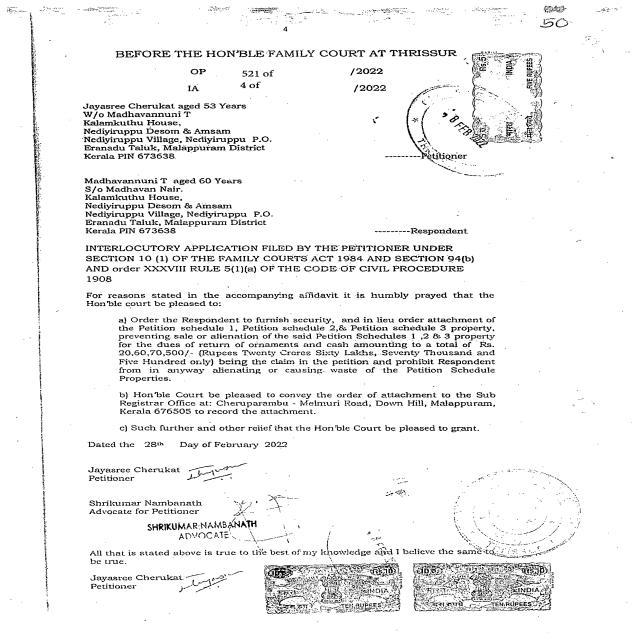 50
4
BEFORE THE HON'BLE FAMILY COURT AT THRISSUR
OP 521 of /2022
IA 4 of /2022
Jayasree Cherukat aged 53 Years
W/o Madhavannuni T
Kalamkuthu House,
Nediyiruppu Desom & Amsam
Nediyiruppu Village, Nediyiruppu P.O.
Eranadu Taluk, Malappuram District
Kerala PIN 673638 --------Petitioner
Madhavannuni T aged 60 Years
S/o Madhavan Nair.
Kalamkuthu House,
Nediyiruppu Desom & Amsam
Nediyiruppu Village, Nediyiruppu P.O.
Eranadu Taluk, Malappuram District
Kerala PIN 673638 ---------Respondent
INTERLOCUTORY APPLICATION FILED BY THE PETITIONER UNDER
SECTION 10 (1) OF THE FAMILY COURTS ACT 1984 AND SECTION 94(b)
AND order XXXVIII RULE 5(1)(a) OF THE CODE OF CIVIL PROCEDURE
1908
For reasons stated in the accompanying affidavit it is humbly prayed that the
Hon'ble court be pleased to:
a) Order the Respondent to furnish security, and in lieu order attachment of
the Petition schedule 1, Petition schedule 2,& Petition schedule 3 property,
preventing sale or alienation of the said Petition Schedules 1 ,2 & 3 property
for the dues of return of ornaments and cash amounting to a total of Rs.
20,60,70,500/- (Rupees Twenty Crores Sixty Lakhs, Seventy Thousand and
Five Hundred only) being the claim in the petition and prohibit Respondent
from in anyway alienating or causing waste of the Petition Schedule
Properties.
b) Hon'ble Court be pleased to convey the order of attachment to the Sub
Registrar Office at: Cheruparambu - Melmuri Road, Down Hill, Malappuram,
Kerala 676505 to record the attachment.
c) Such further and other relief that the Hon'ble Court be pleased to grant.
Dated the 28th Day of February 2022
Jayasree Cherukat
Petitioner
Shrikumar Nambanath
Advocate for Petitioner
SHRIKUMAR NAMBANATH
ADVOCATE
All that is stated above is true to the best of my knowledge and I believe the same to
be true.
Jayasree Cherukat
Petitioner
Rs.5
INDIA
FIVE RUPEES
28 FEB 2022
INDIA
TEN RUPEES
INDIA
TEN RUPEES